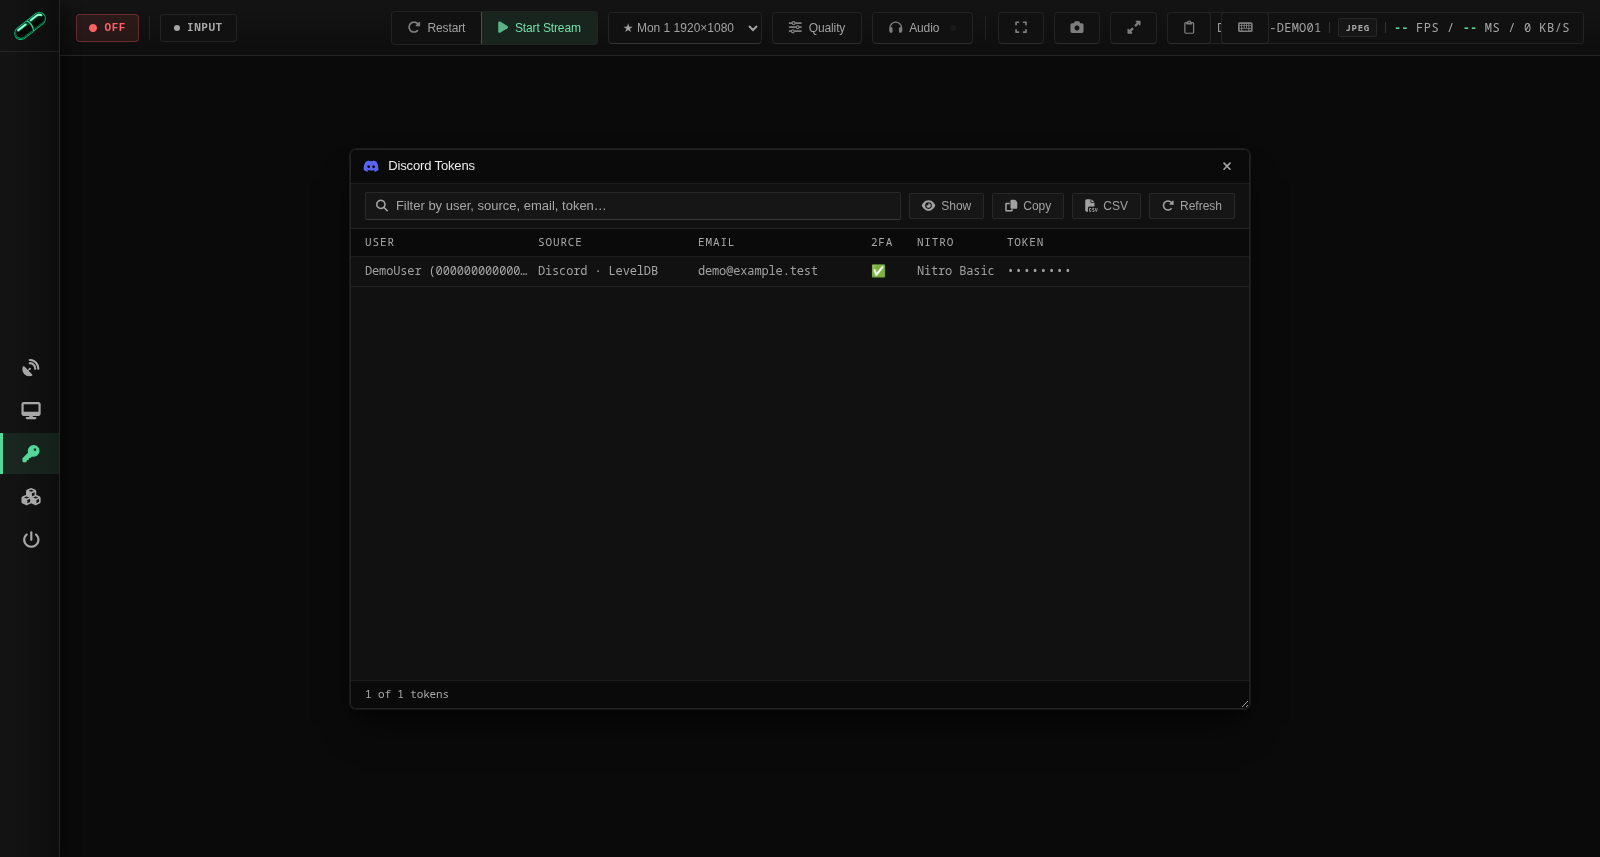 OFF
INPUT
Restart
Start Stream
★ Mon 1 1920×1080
Quality
Audio
-DEMO01
JPEG
-- FPS / -- MS / 0 KB/S
Discord Tokens
Filter by user, source, email, token…
Show
Copy
CSV
Refresh
USER SOURCE EMAIL 2FA NITRO TOKEN
DemoUser (000000000000… Discord · LevelDB demo@example.test ✅ Nitro Basic ••••••••
1 of 1 tokens